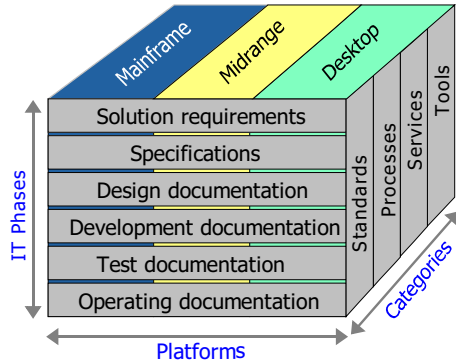 Mainframe
Midrange
Desktop
Solution requirements
Specifications
Design documentation
Development documentation
Test documentation
Operating documentation
Standards
Processes
Services
Tools
IT Phases
Platforms
Categories